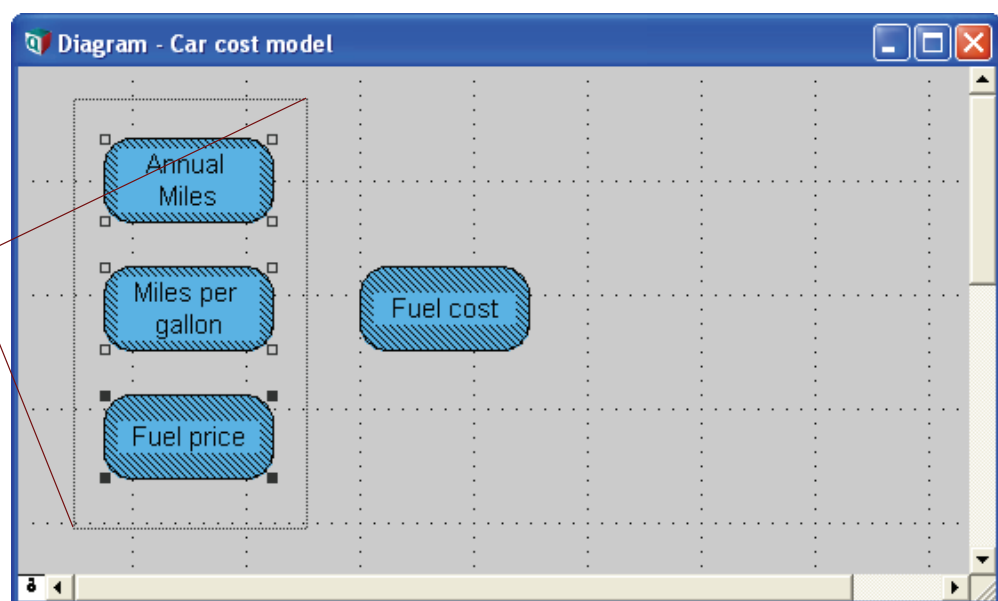 Diagram - Car cost model
Annual
Miles
Miles per
gallon
Fuel cost
Fuel price